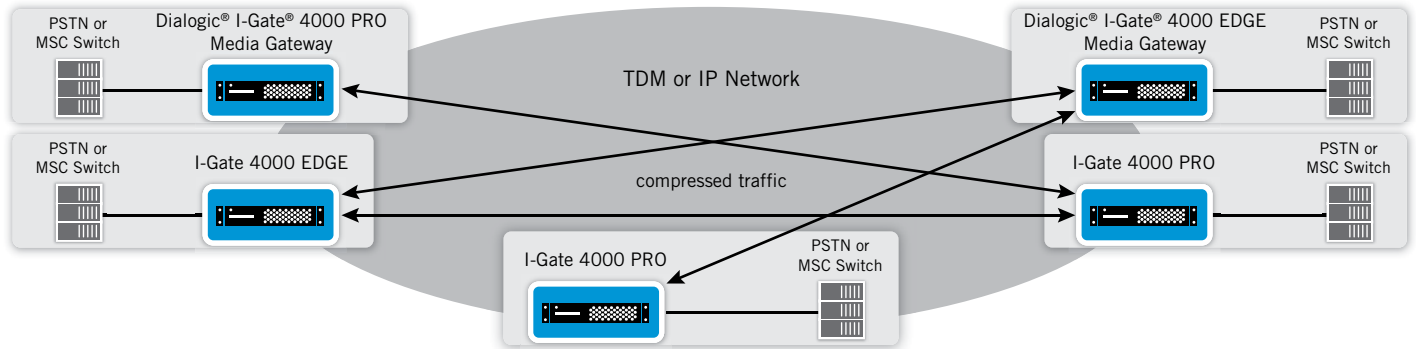 PSTN or
MSC Switch
Dialogic® I-Gate® 4000 PRO
Media Gateway
TDM or IP Network
Dialogic® I-Gate® 4000 EDGE
Media Gateway
PSTN or
MSC Switch
PSTN or
MSC Switch
I-Gate 4000 EDGE
compressed traffic
I-Gate 4000 PRO
PSTN or
MSC Switch
I-Gate 4000 PRO
PSTN or
MSC Switch